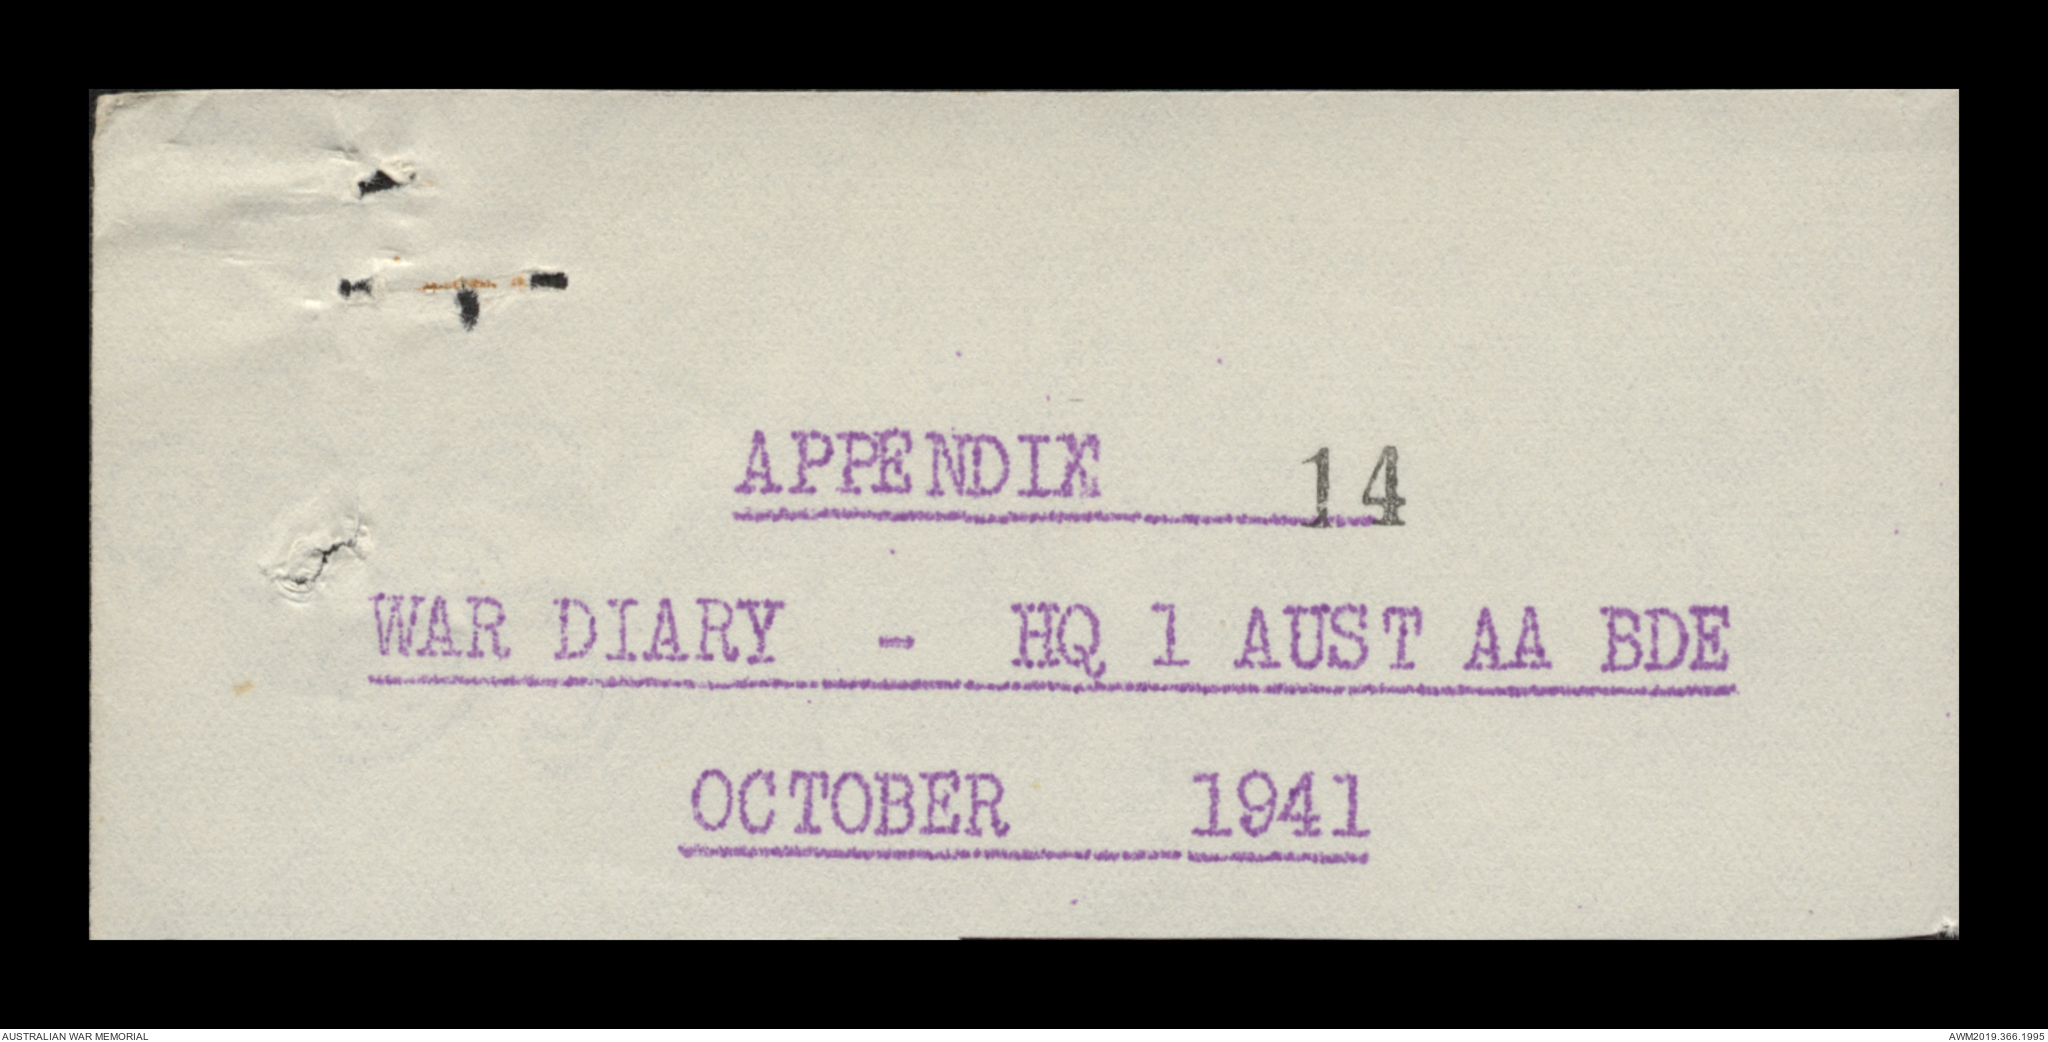 APPENDIX 14
WAR DIARY - HQ 1 AUST AA BDE
OCTOBER 1941
AUSTRALIAN WAR MEMORIAL
AWM2019.366.1995